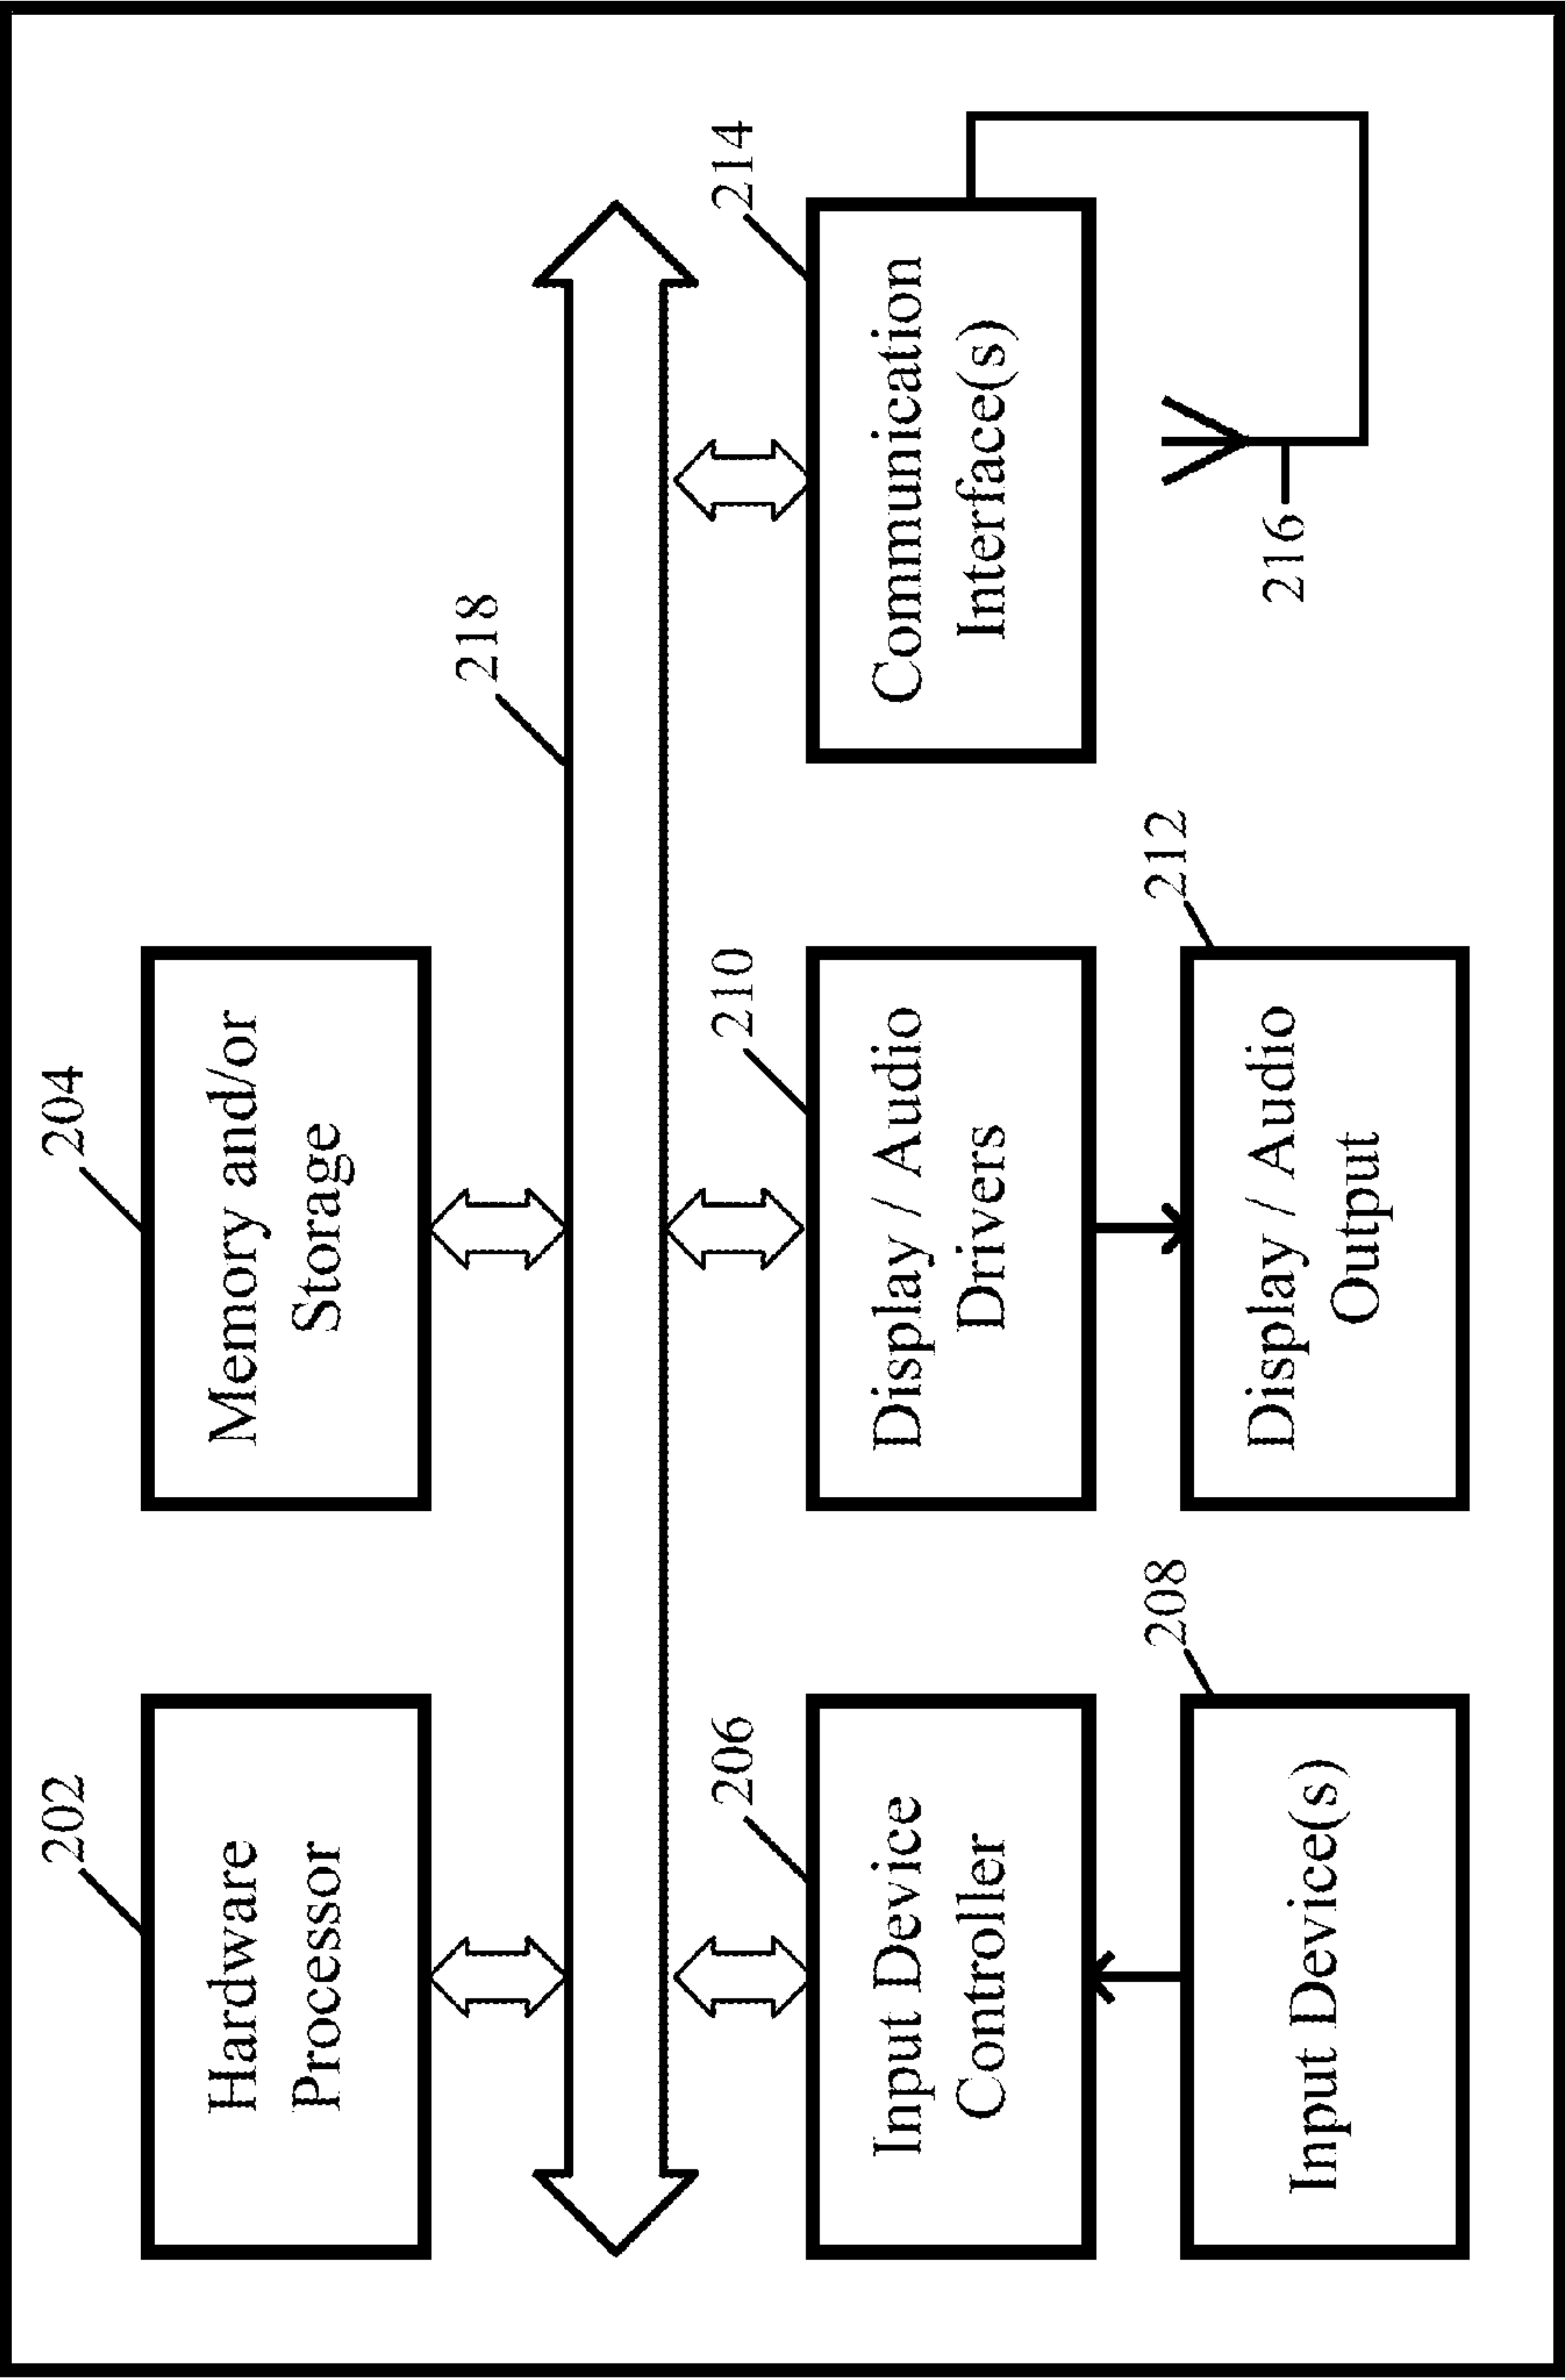 202
Hardware
Processor
204
Memory and/or
Storage
218
206
Input Device
Controller
210
Display / Audio
Drivers
214
Communication
Interface(s)
208
Input Device(s)
212
Display / Audio
Output
216